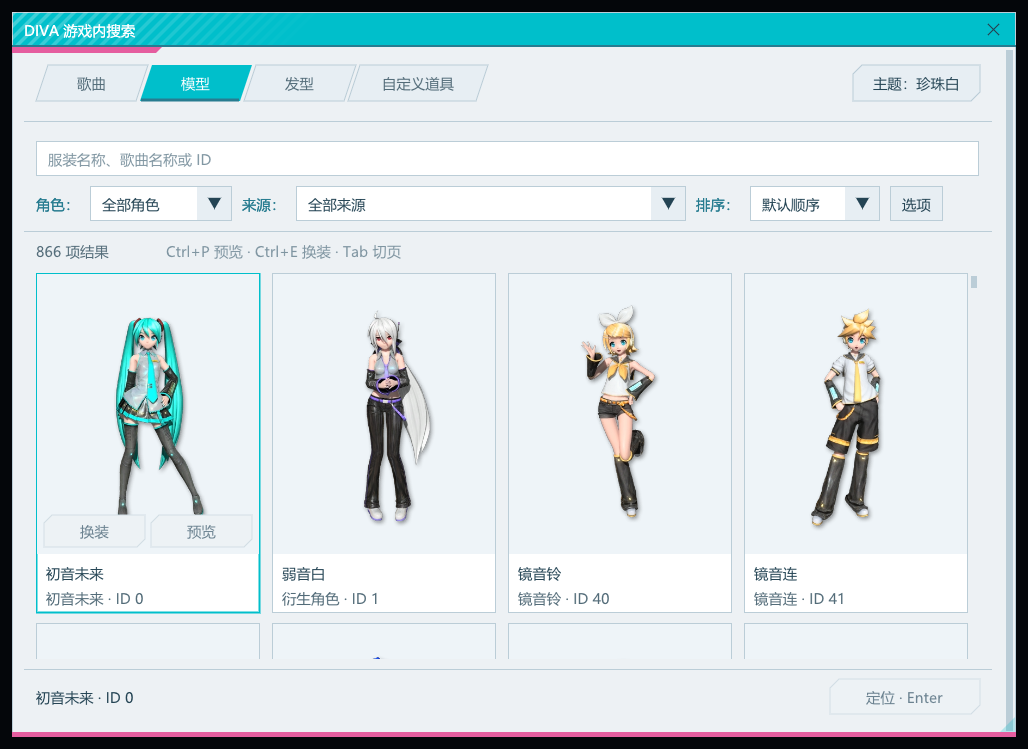 DIVA 游戏内搜索
歌曲 模型 发型 自定义道具 主题：珍珠白
服装名称、歌曲名称或 ID
角色： 全部角色 来源： 全部来源 排序： 默认顺序 选项
866 项结果 Ctrl+P 预览 · Ctrl+E 换装 · Tab 切页
换装 预览
初音未来 弱音白 镜音铃 镜音连
初音未来 · ID 0 衍生角色 · ID 1 镜音铃 · ID 40 镜音连 · ID 41
初音未来 · ID 0 定位 · Enter